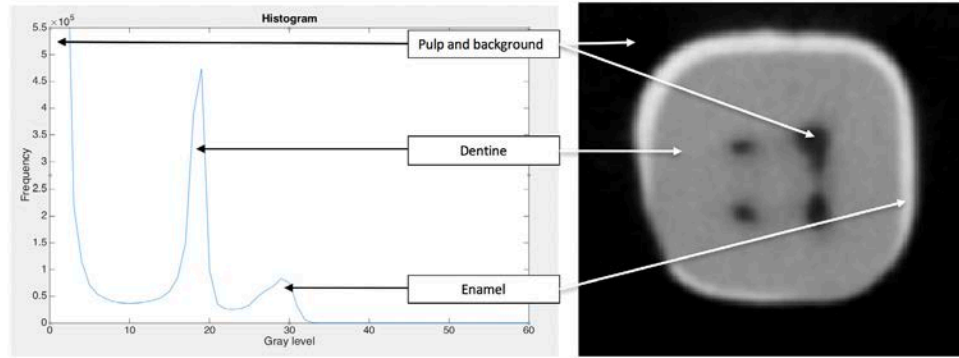 Histogram
×10⁵
5.5
5
4.5
4
3.5
3
2.5
2
1.5
1
0.5
0
Frequency
0 10 20 30 40 50 60
Gray level
Pulp and background
Dentine
Enamel